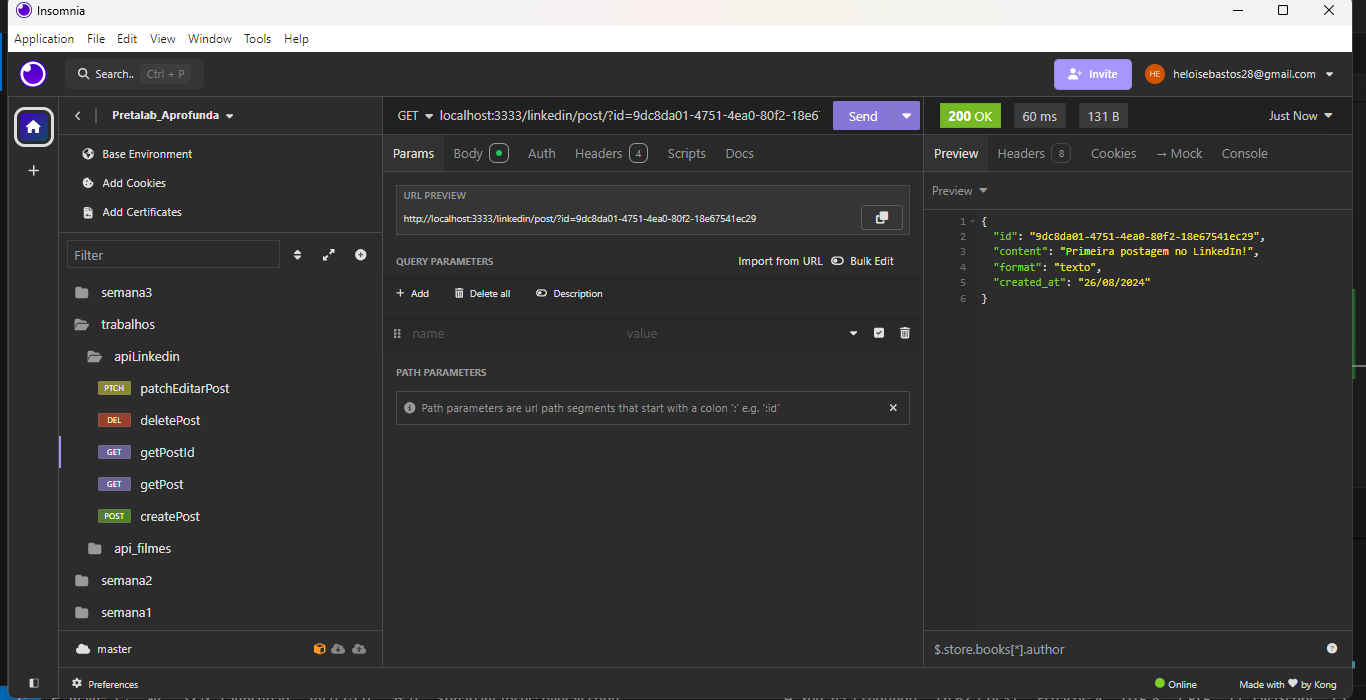 Insomnia
Application File Edit View Window Tools Help
Search.. Ctrl + P
Invite
HE
heloisebastos28@gmail.com
Pretalab_Aprofunda
Base Environment
Add Cookies
Add Certificates
Filter
semana3
trabalhos
apiLinkedin
PTCH patchEditarPost
DEL deletePost
GET getPostId
GET getPost
POST createPost
api_filmes
semana2
semana1
master
Preferences
GET localhost:3333/linkedin/post/?id=9dc8da01-4751-4ea0-80f2-18e67
Send
Params Body Auth Headers 4 Scripts Docs
URL PREVIEW
http://localhost:3333/linkedin/post/?id=9dc8da01-4751-4ea0-80f2-18e67541ec29
QUERY PARAMETERS Import from URL Bulk Edit
+ Add Delete all Description
name value
PATH PARAMETERS
Path parameters are url path segments that start with a colon ':' e.g. ':id'
200 OK 60 ms 131 B Just Now
Preview Headers 8 Cookies → Mock Console
Preview
1 {
2 "id": "9dc8da01-4751-4ea0-80f2-18e67541ec29",
3 "content": "Primeira postagem no LinkedIn!",
4 "format": "texto",
5 "created_at": "26/08/2024"
6 }
$.store.books[*].author
Online Made with ❤ by Kong